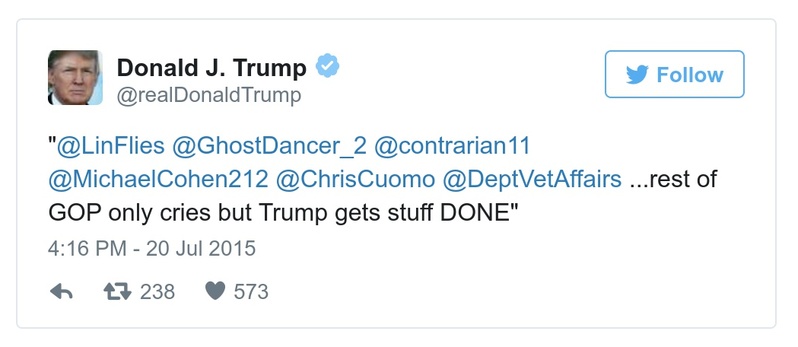 Donald J. Trump
@realDonaldTrump
Follow
"@LinFlies @GhostDancer_2 @contrarian11
@MichaelCohen212 @ChrisCuomo @DeptVetAffairs ...rest of
GOP only cries but Trump gets stuff DONE"
4:16 PM - 20 Jul 2015
238 573